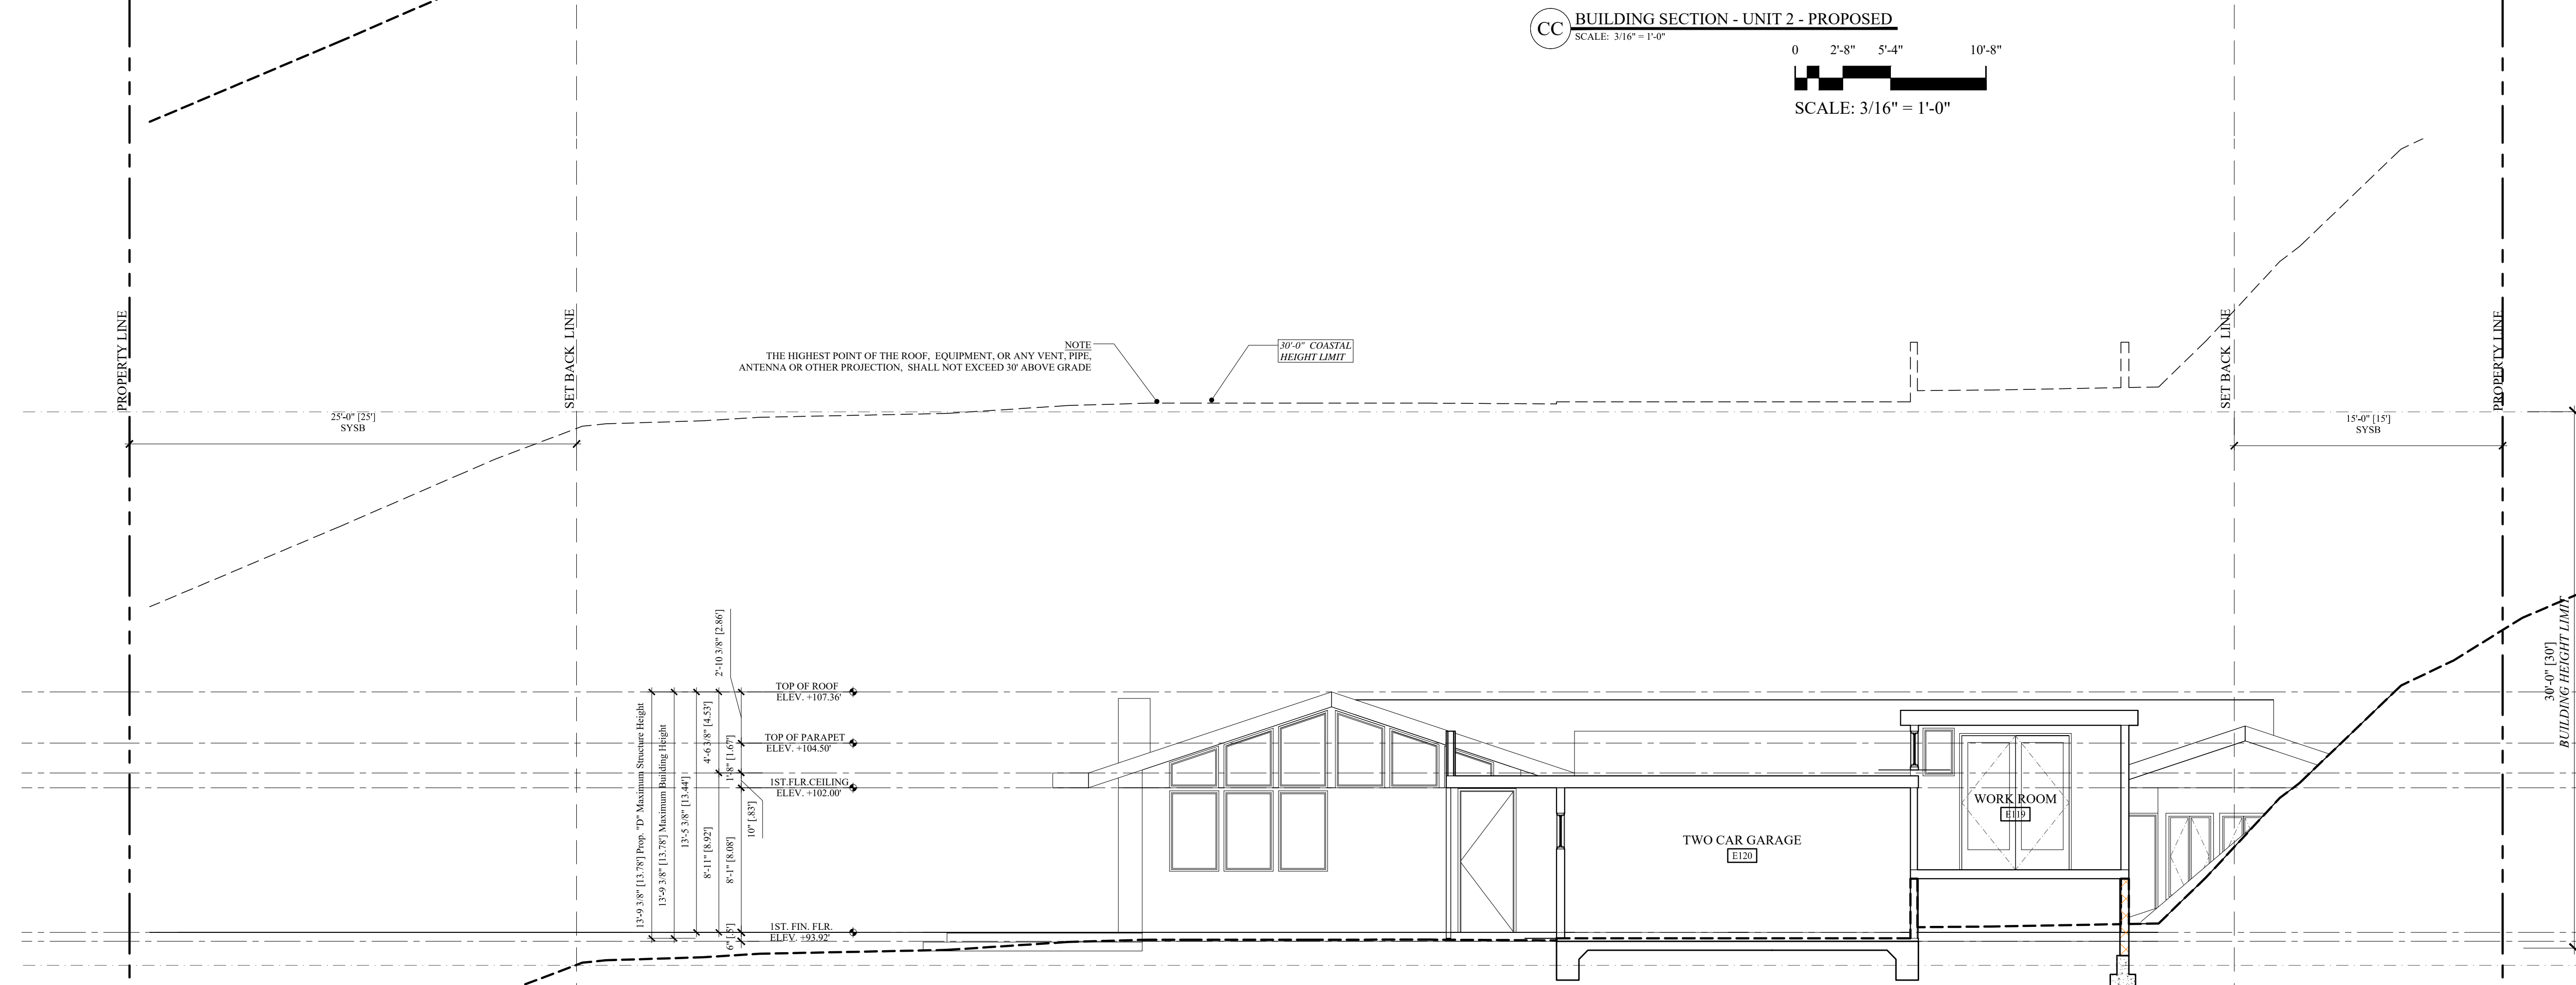 CC
BUILDING SECTION - UNIT 2 - PROPOSED
SCALE: 3/16" = 1'-0"
0 2'-8" 5'-4" 10'-8"
SCALE: 3/16" = 1'-0"
PROPERTY LINE
SET BACK LINE
SET BACK LINE
PROPERTY LINE
NOTE
THE HIGHEST POINT OF THE ROOF, EQUIPMENT, OR ANY VENT, PIPE,
ANTENNA OR OTHER PROJECTION, SHALL NOT EXCEED 30' ABOVE GRADE
30'-0" COASTAL
HEIGHT LIMIT
25'-0" [25']
SYSB
15'-0" [15']
SYSB
30'-0" [30']
BUILDING HEIGHT LIMIT
2'-10 3/8" [2.86']
13'-9 3/8" [13.78'] Prop. "D" Maximum Structure Height
13'-9 3/8" [13.78'] Maximum Building Height
13'-5 3/8" [13.44']
4'-6 3/8" [4.53']
8'-11" [8.92']
1'-8" [1.67']
8'-1" [8.08']
10" [.83']
6" [.5']
TOP OF ROOF
ELEV. +107.36'
TOP OF PARAPET
ELEV. +104.50'
1ST.FLR.CEILING
ELEV. +102.00'
1ST. FIN. FLR.
ELEV. +93.92'
TWO CAR GARAGE
E120
WORK ROOM
E119